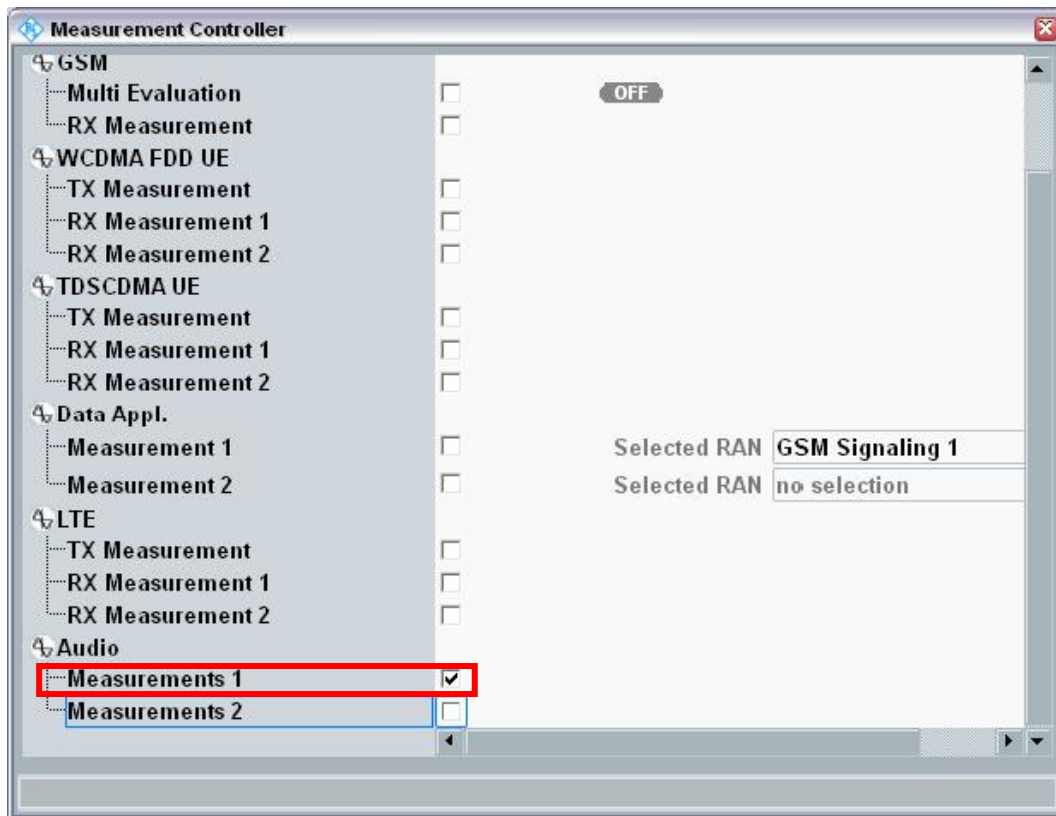 Measurement Controller
GSM
Multi Evaluation OFF
RX Measurement
WCDMA FDD UE
TX Measurement
RX Measurement 1
RX Measurement 2
TDSCDMA UE
TX Measurement
RX Measurement 1
RX Measurement 2
Data Appl.
Measurement 1 Selected RAN GSM Signaling 1
Measurement 2 Selected RAN no selection
LTE
TX Measurement
RX Measurement 1
RX Measurement 2
Audio
Measurements 1
Measurements 2